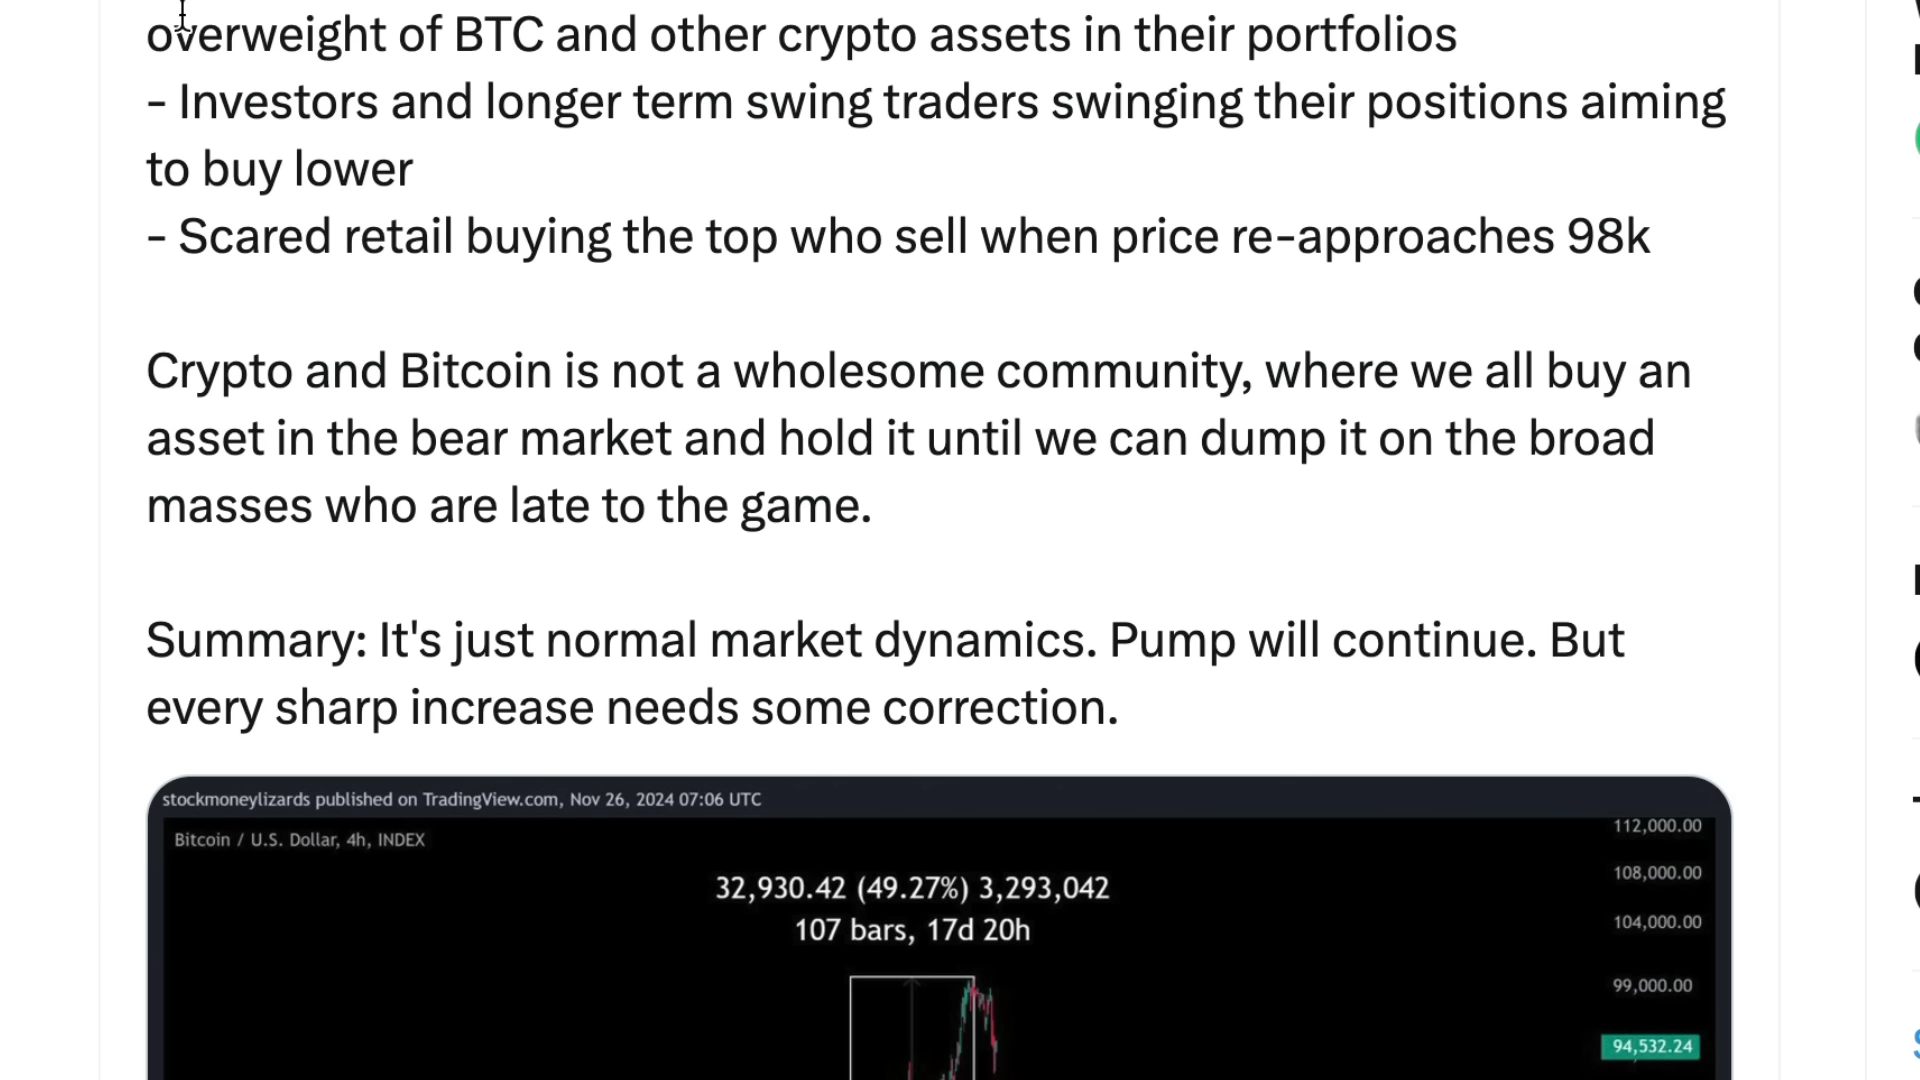 overweight of BTC and other crypto assets in their portfolios
- Investors and longer term swing traders swinging their positions aiming
to buy lower
- Scared retail buying the top who sell when price re-approaches 98k
Crypto and Bitcoin is not a wholesome community, where we all buy an
asset in the bear market and hold it until we can dump it on the broad
masses who are late to the game.
Summary: It's just normal market dynamics. Pump will continue. But
every sharp increase needs some correction.
stockmoneylizards published on TradingView.com, Nov 26, 2024 07:06 UTC
Bitcoin / U.S. Dollar, 4h, INDEX
112,000.00
32,930.42 (49.27%) 3,293,042
108,000.00
107 bars, 17d 20h
104,000.00
99,000.00
94,532.24